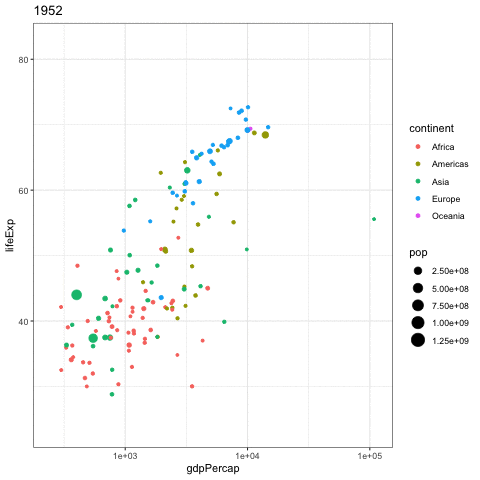 1952
lifeExp
80
60
40
1e+03
1e+04
1e+05
gdpPercap
continent
Africa
Americas
Asia
Europe
Oceania
pop
2.50e+08
5.00e+08
7.50e+08
1.00e+09
1.25e+09